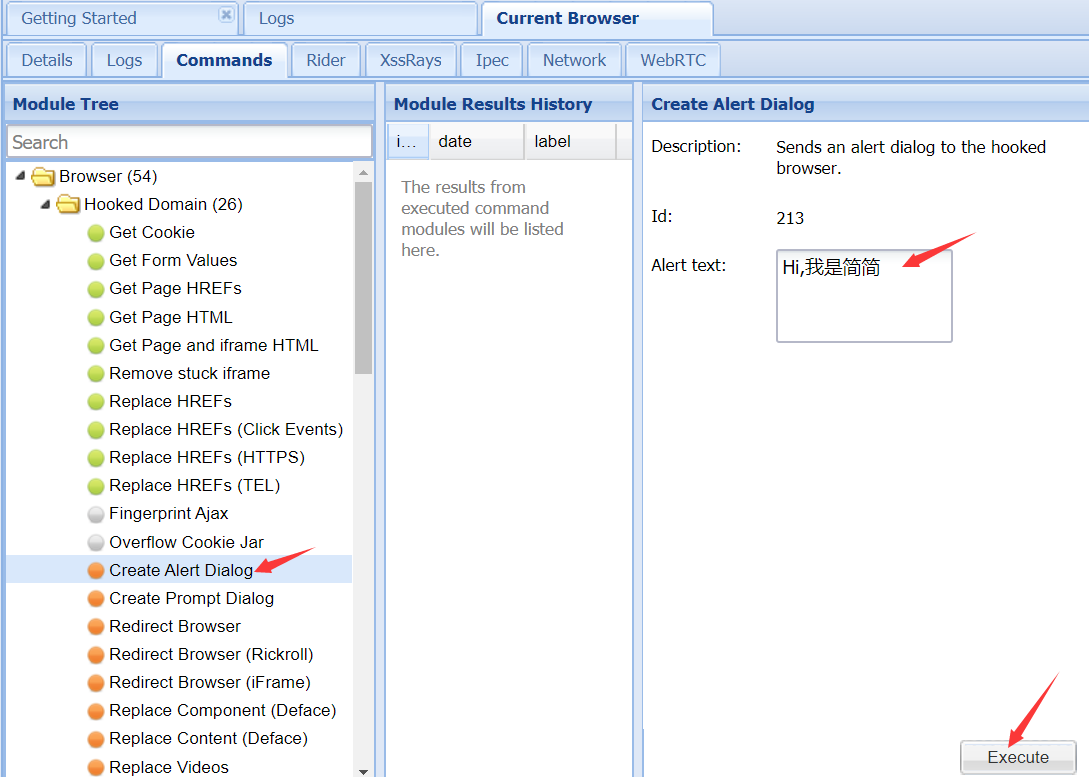 Getting Started
Logs
Current Browser
Details
Logs
Commands
Rider
XssRays
Ipec
Network
WebRTC
Module Tree
Search
Browser (54)
Hooked Domain (26)
Get Cookie
Get Form Values
Get Page HREFs
Get Page HTML
Get Page and iframe HTML
Remove stuck iframe
Replace HREFs
Replace HREFs (Click Events)
Replace HREFs (HTTPS)
Replace HREFs (TEL)
Fingerprint Ajax
Overflow Cookie Jar
Create Alert Dialog
Create Prompt Dialog
Redirect Browser
Redirect Browser (Rickroll)
Redirect Browser (iFrame)
Replace Component (Deface)
Replace Content (Deface)
Replace Videos
Module Results History
i...
date
label
The results from
executed command
modules will be listed
here.
Create Alert Dialog
Description:
Sends an alert dialog to the hooked
browser.
Id:
213
Alert text:
Hi,我是简简
Execute